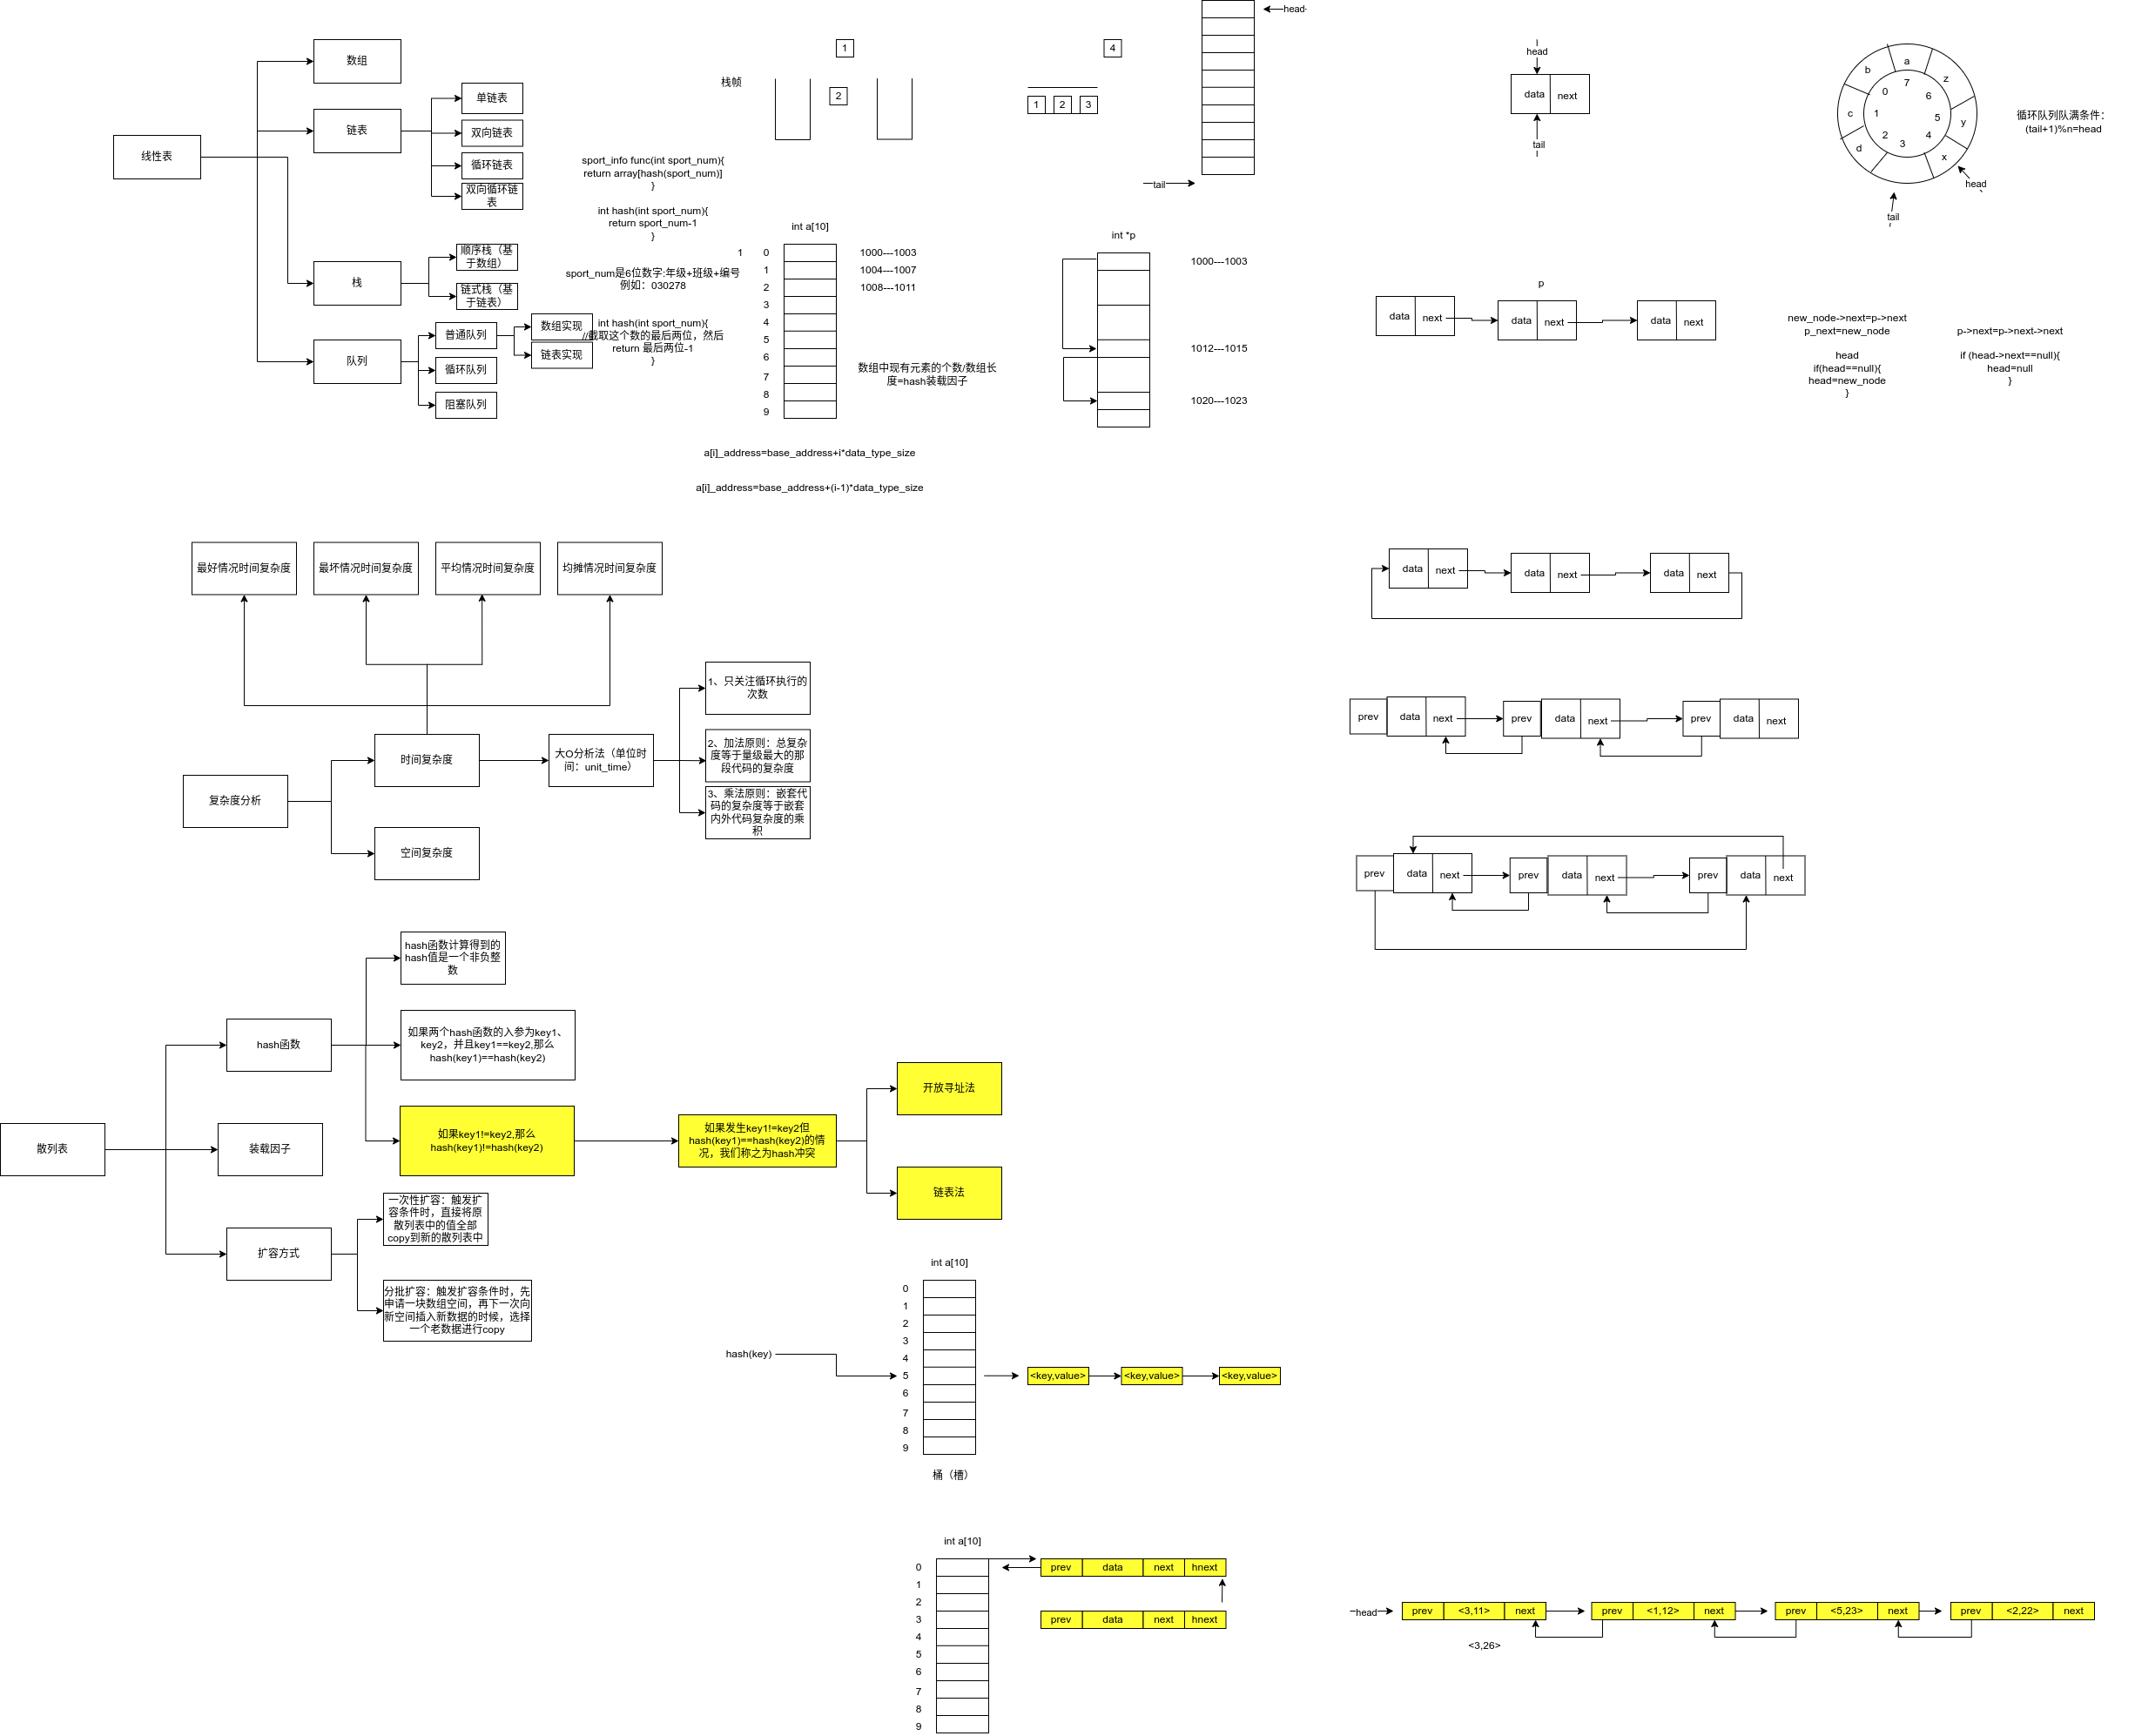 线性表
数组
链表
单链表
双向链表
循环链表
双向循环链
表
栈
顺序栈（基
于数组）
链式栈（基
于链表）
队列
普通队列
数组实现
链表实现
循环队列
阻塞队列
栈帧
1
2
4
1
2
3
head
tail
sport_info func(int sport_num){
return array[hash(sport_num)]
}
int hash(int sport_num){
return sport_num-1
}
sport_num是6位数字:年级+班级+编号
例如：030278
int hash(int sport_num){
//截取这个数的最后两位，然后
return 最后两位-1
}
int a[10]
1
0
1
2
3
4
5
6
7
8
9
1000---1003
1004---1007
1008---1011
数组中现有元素的个数/数组长
度=hash装载因子
a[i]_address=base_address+i*data_type_size
a[i]_address=base_address+(i-1)*data_type_size
int *p
1000---1003
1012---1015
1020---1023
head
data
next
tail
a
z
y
x
d
c
b
7
6
5
4
3
2
1
0
head
tail
循环队列队满条件：
(tail+1)%n=head
p
data
next
data
next
data
next
new_node->next=p->next
p_next=new_node
head
if(head==null){
head=new_node
}
p->next=p->next->next
if (head->next==null){
head=null
}
data
next
data
next
data
next
prev
data
next
prev
data
next
prev
data
next
prev
data
next
prev
data
next
prev
data
next
最好情况时间复杂度
最坏情况时间复杂度
平均情况时间复杂度
均摊情况时间复杂度
复杂度分析
时间复杂度
空间复杂度
大O分析法（单位时
间：unit_time）
1、只关注循环执行的
次数
2、加法原则：总复杂
度等于量级最大的那
段代码的复杂度
3、乘法原则：嵌套代
码的复杂度等于嵌套
内外代码复杂度的乘
积
散列表
hash函数
hash函数计算得到的
hash值是一个非负整
数
如果两个hash函数的入参为key1、
key2，并且key1==key2,那么
hash(key1)==hash(key2)
如果key1!=key2,那么
hash(key1)!=hash(key2)
如果发生key1!=key2但
hash(key1)==hash(key2)的情
况，我们称之为hash冲突
开放寻址法
链表法
装载因子
扩容方式
一次性扩容：触发扩
容条件时，直接将原
散列表中的值全部
copy到新的散列表中
分批扩容：触发扩容条件时，先
申请一块数组空间，再下一次向
新空间插入新数据的时候，选择
一个老数据进行copy
int a[10]
0
1
2
3
4
5
6
7
8
9
hash(key)
<key,value>
<key,value>
<key,value>
桶（槽）
int a[10]
0
1
2
3
4
5
6
7
8
9
prev
data
next
hnext
prev
data
next
hnext
head
prev
<3,11>
next
prev
<1,12>
next
prev
<5,23>
next
prev
<2,22>
next
<3,26>